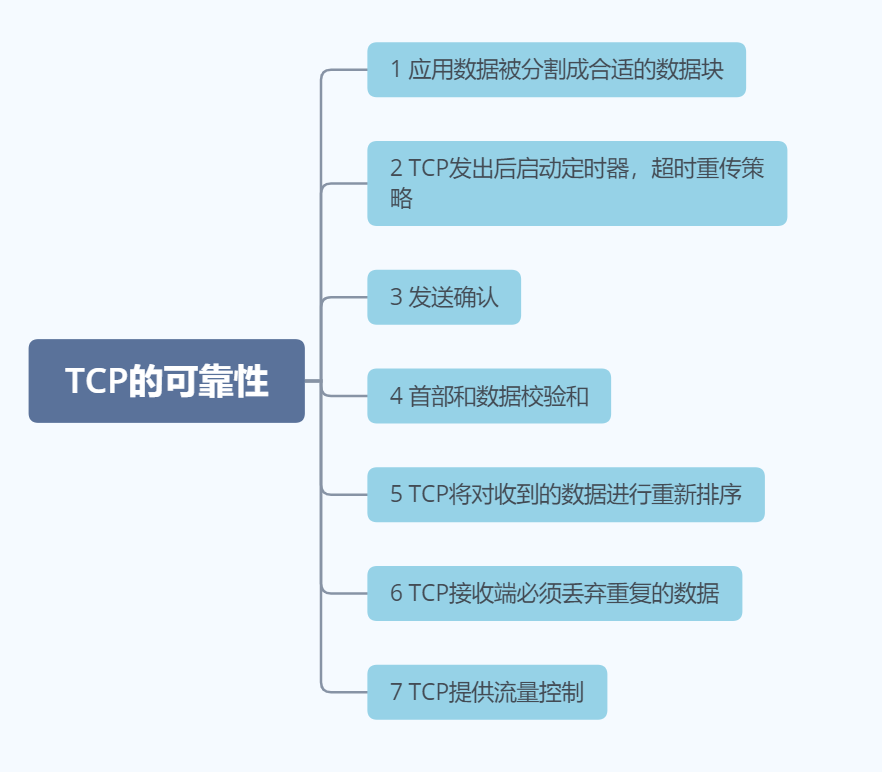 TCP的可靠性
1 应用数据被分割成合适的数据块
2 TCP发出后启动定时器，超时重传策
略
3 发送确认
4 首部和数据校验和
5 TCP将对收到的数据进行重新排序
6 TCP接收端必须丢弃重复的数据
7 TCP提供流量控制